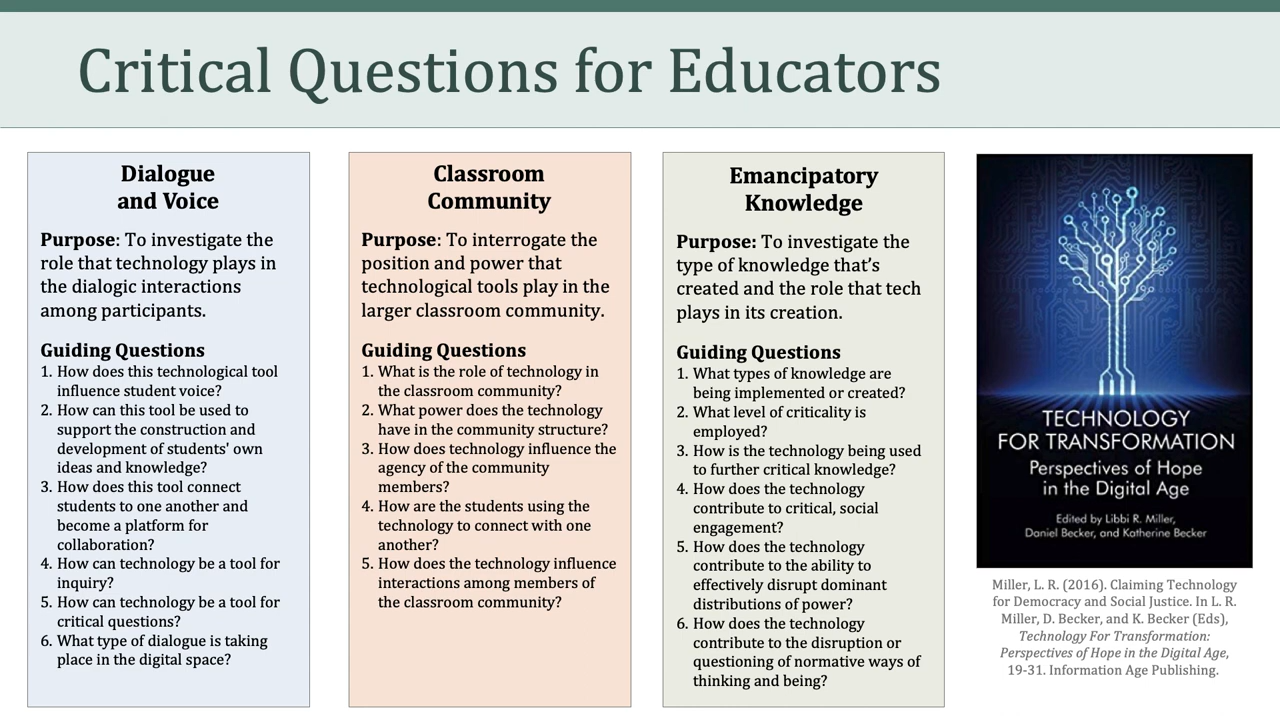 Critical Questions for Educators
Dialogue
and Voice
Purpose: To investigate the
role that technology plays in
the dialogic interactions
among participants.
Guiding Questions
1. How does this technological tool
influence student voice?
2. How can this tool be used to
support the construction and
development of students' own
ideas and knowledge?
3. How does this tool connect
students to one another and
become a platform for
collaboration?
4. How can technology be a tool for
inquiry?
5. How can technology be a tool for
critical questions?
6. What type of dialogue is taking
place in the digital space?
Classroom
Community
Purpose: To interrogate the
position and power that
technological tools play in the
larger classroom community.
Guiding Questions
1. What is the role of technology in
the classroom community?
2. What power does the technology
have in the community structure?
3. How does technology influence the
agency of the community
members?
4. How are the students using the
technology to connect with one
another?
5. How does the technology influence
interactions among members of
the classroom community?
Emancipatory
Knowledge
Purpose: To investigate the
type of knowledge that’s
created and the role that tech
plays in its creation.
Guiding Questions
1. What types of knowledge are
being implemented or created?
2. What level of criticality is
employed?
3. How is the technology being used
to further critical knowledge?
4. How does the technology
contribute to critical, social
engagement?
5. How does the technology
contribute to the ability to
effectively disrupt dominant
distributions of power?
6. How does the technology
contribute to the disruption or
questioning of normative ways of
thinking and being?
TECHNOLOGY
FOR TRANSFORMATION
Perspectives of Hope
in the Digital Age
Edited by Libbi R. Miller,
Daniel Becker, and Katherine Becker
Miller, L. R. (2016). Claiming Technology
for Democracy and Social Justice. In L. R.
Miller, D. Becker, and K. Becker (Eds),
Technology For Transformation:
Perspectives of Hope in the Digital Age,
19-31. Information Age Publishing.